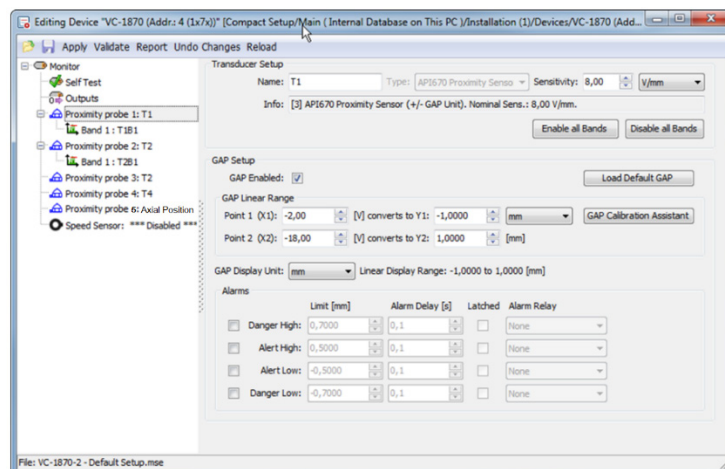 Editing Device "VC-1870 (Addr.: 4 (1x7x))" [Compact Setup/Main ( Internal Database on This PC )/Installation (1)/Devices/VC-1870 (Add...
Apply Validate Report Undo Changes Reload
Monitor
Self Test
Outputs
Proximity probe 1: T1
Band 1 : T1B1
Proximity probe 2: T2
Band 1 : T2B1
Proximity probe 3: T2
Proximity probe 4: T4
Proximity probe 6: Axial Position
Speed Sensor: *** Disabled ***
Transducer Setup
Name: T1 Type: API670 Proximity Senso Sensitivity: 8,00 V/mm
Info: [3] API670 Proximity Sensor (+/- GAP Unit). Nominal Sens.: 8,00 V/mm.
Enable all Bands Disable all Bands
GAP Setup
GAP Enabled: Load Default GAP
GAP Linear Range
Point 1 (X1): -2,00 [V] converts to Y1: -1,0000 mm GAP Calibration Assistant
Point 2 (X2): -18,00 [V] converts to Y2: 1,0000 [mm]
GAP Display Unit: mm Linear Display Range: -1,0000 to 1,0000 [mm]
Alarms
Limit [mm] Alarm Delay [s] Latched Alarm Relay
Danger High: 0,7000 0,1 None
Alert High: 0,5000 0,1 None
Alert Low: -0,5000 0,1 None
Danger Low: -0,7000 0,1 None
File: VC-1870-2 - Default Setup.mse